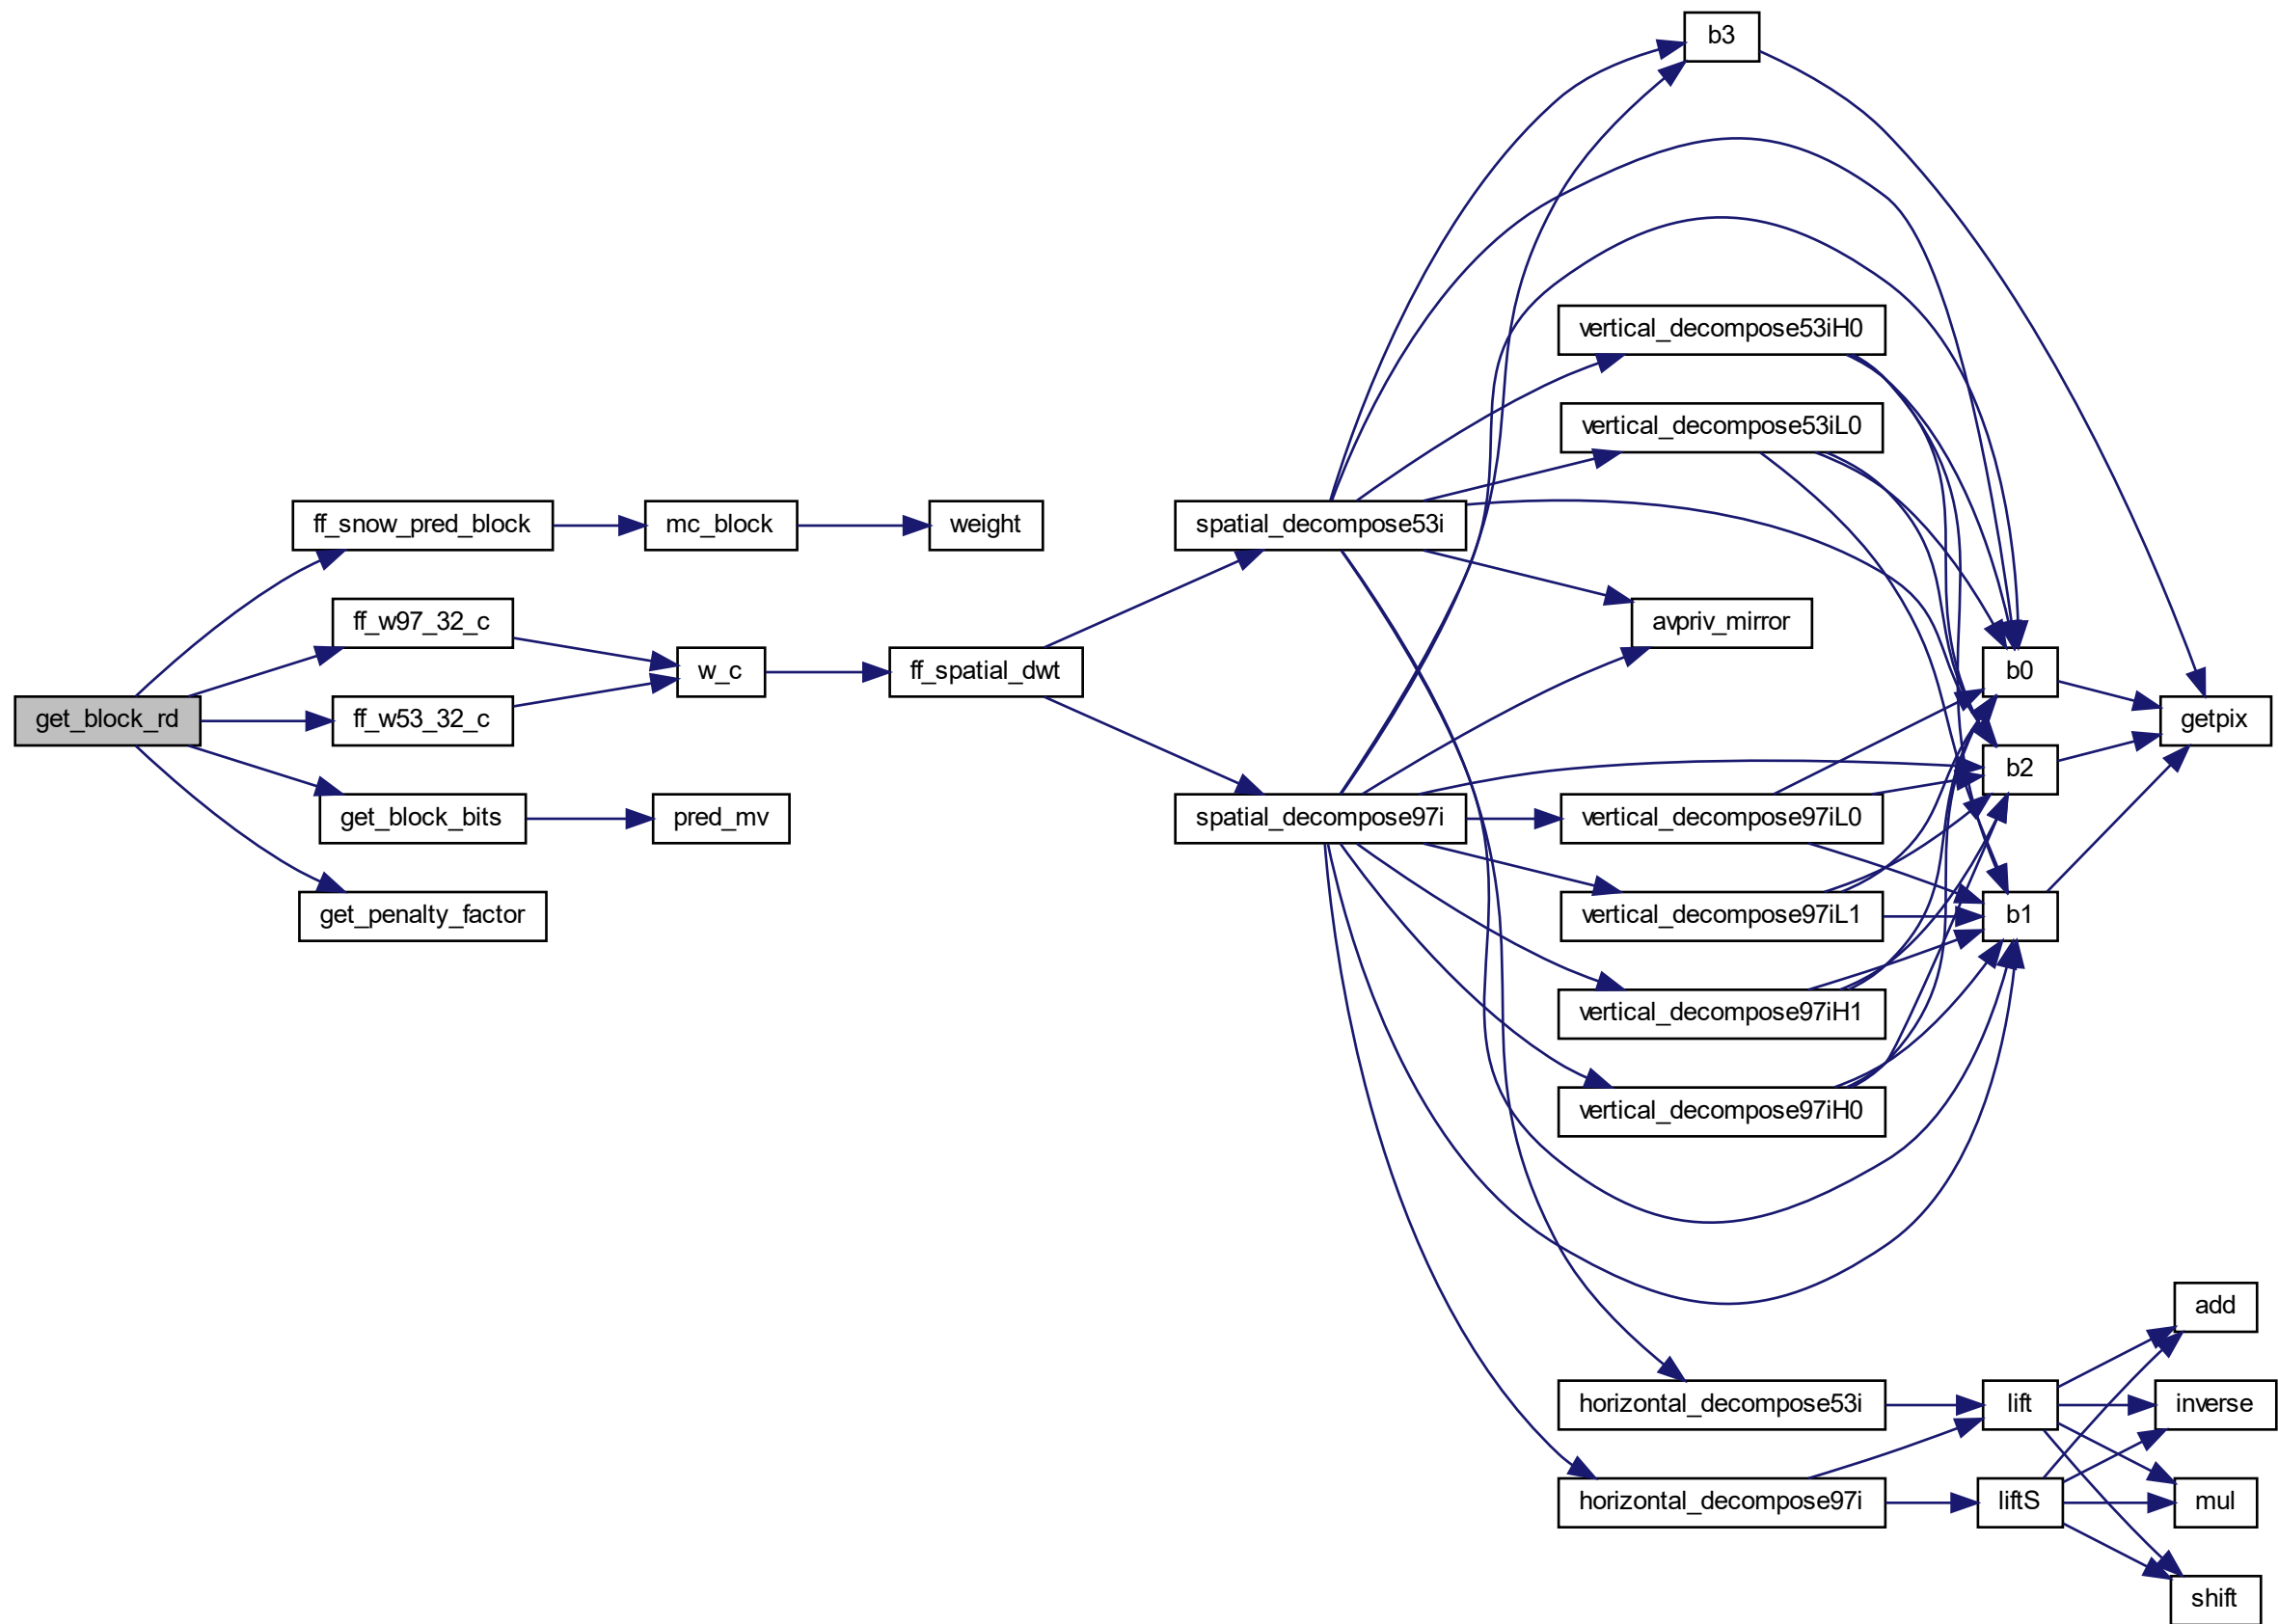 b3
vertical_decompose53iH0
vertical_decompose53iL0
ff_snow_pred_block
mc_block
weight
spatial_decompose53i
ff_w97_32_c
avpriv_mirror
w_c
ff_spatial_dwt
b0
get_block_rd
ff_w53_32_c
getpix
b2
get_block_bits
pred_mv
spatial_decompose97i
vertical_decompose97iL0
get_penalty_factor
vertical_decompose97iL1
b1
vertical_decompose97iH1
vertical_decompose97iH0
add
horizontal_decompose53i
lift
inverse
horizontal_decompose97i
liftS
mul
shift